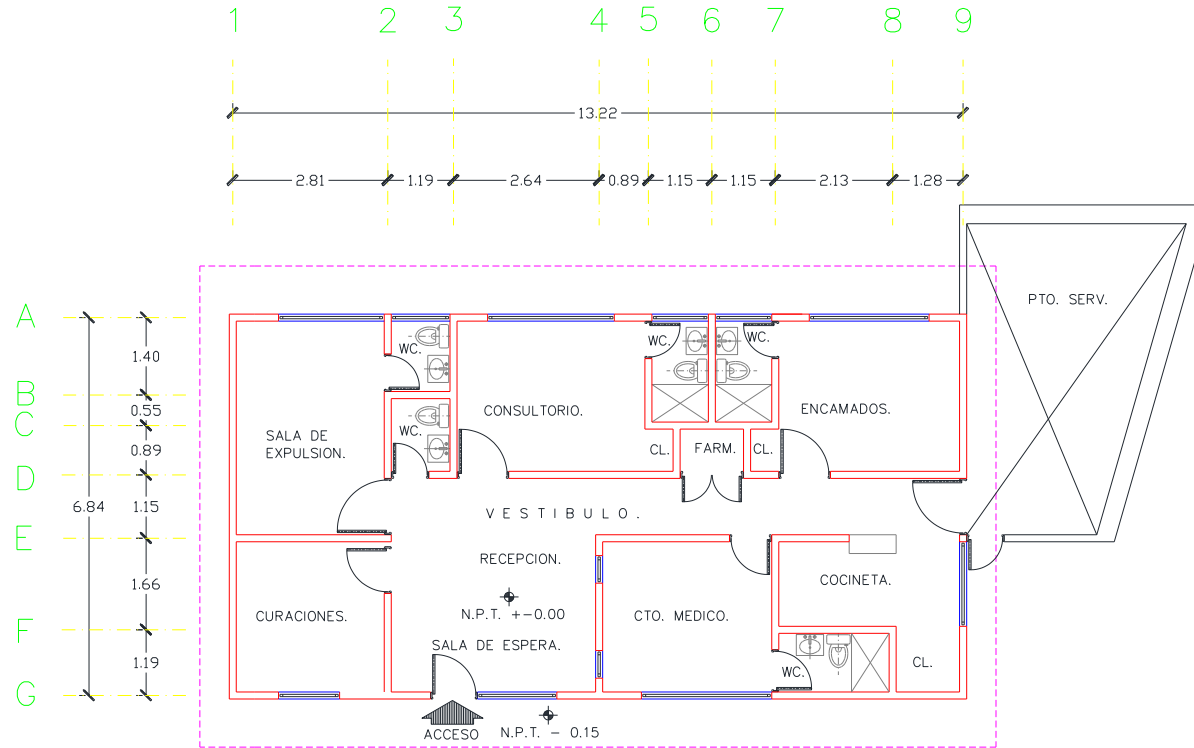 1 2 3 4 5 6 7 8 9
13.22
2.81 1.19 2.64 0.89 1.15 1.15 2.13 1.28
A
B
C
D
E
F
G
6.84
1.40
0.55
0.89
1.15
1.66
1.19
PTO. SERV.
WC.
WC.
WC.
WC.
CONSULTORIO.
ENCAMADOS.
SALA DE
EXPULSION.
CL.
FARM.
CL.
VESTIBULO.
RECEPCION.
CURACIONES.
N.P.T. +-0.00
CTO. MEDICO.
COCINETA.
SALA DE ESPERA.
WC.
CL.
ACCESO
N.P.T. - 0.15